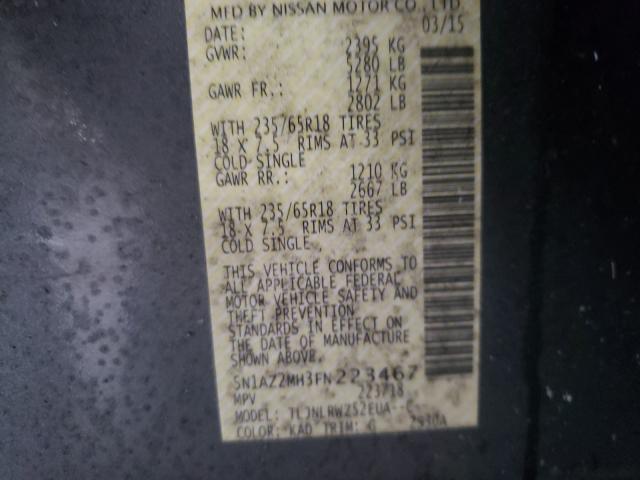 MFD BY NISSAN MOTOR CO., LTD
DATE: 03/15
GVWR: 2395 KG
5280 LB
GAWR FR.: 1271 KG
2802 LB
WITH 235/65R18 TIRES
18 X 7.5 RIMS AT 33 PSI
COLD SINGLE
GAWR RR.: 1210 KG
2667 LB
WITH 235/65R18 TIRES
18 X 7.5 RIMS AT 33 PSI
COLD SINGLE
THIS VEHICLE CONFORMS TO
ALL APPLICABLE FEDERAL
MOTOR VEHICLE SAFETY AND
THEFT PREVENTION
STANDARDS IN EFFECT ON
THE DATE OF MANUFACTURE
SHOWN ABOVE.
5N1AZ2MH3FN223467
MPV 223718
MODEL: TLJNLRWZ52EUA--C
COLOR: KAD TRIM: G